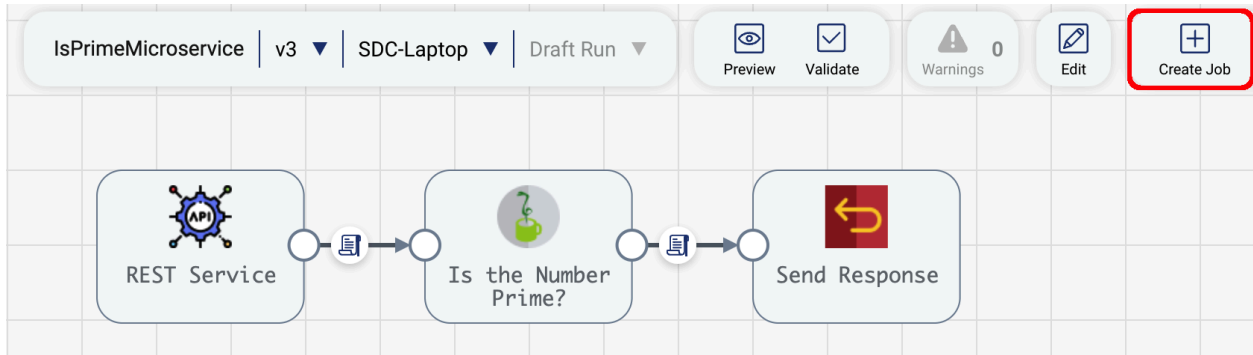 IsPrimeMicroservice
v3
SDC-Laptop
Draft Run
Preview
Validate
Warnings
0
Edit
Create Job
API
REST Service
Is the Number
Prime?
Send Response